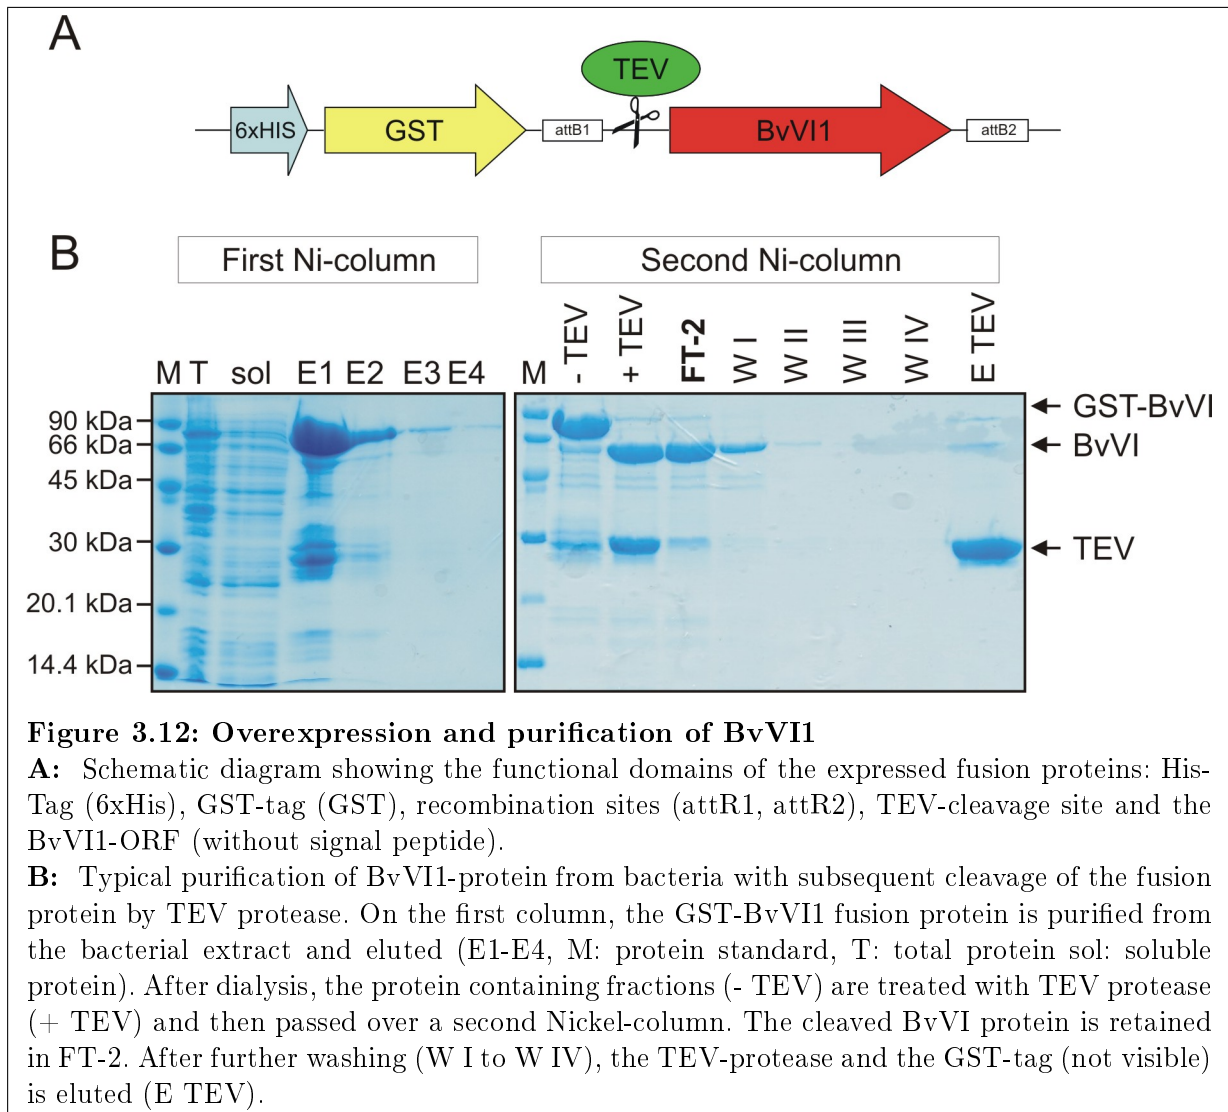 A
TEV
6xHIS
GST
attB1
BvVI1
attB2
B
First Ni-column
Second Ni-column
M T sol E1 E2 E3 E4
M - TEV + TEV FT-2 W I W II W III W IV E TEV
90 kDa
66 kDa
45 kDa
30 kDa
20.1 kDa
14.4 kDa
GST-BvVI
BvVI
TEV
Figure 3.12: Overexpression and purification of BvVI1
A: Schematic diagram showing the functional domains of the expressed fusion proteins: His-
Tag (6xHis), GST-tag (GST), recombination sites (attR1, attR2), TEV-cleavage site and the
BvVI1-ORF (without signal peptide).
B: Typical purification of BvVI1-protein from bacteria with subsequent cleavage of the fusion
protein by TEV protease. On the first column, the GST-BvVI1 fusion protein is purified from
the bacterial extract and eluted (E1-E4, M: protein standard, T: total protein sol: soluble
protein). After dialysis, the protein containing fractions (- TEV) are treated with TEV protease
(+ TEV) and then passed over a second Nickel-column. The cleaved BvVI protein is retained
in FT-2. After further washing (W I to W IV), the TEV-protease and the GST-tag (not visible)
is eluted (E TEV).